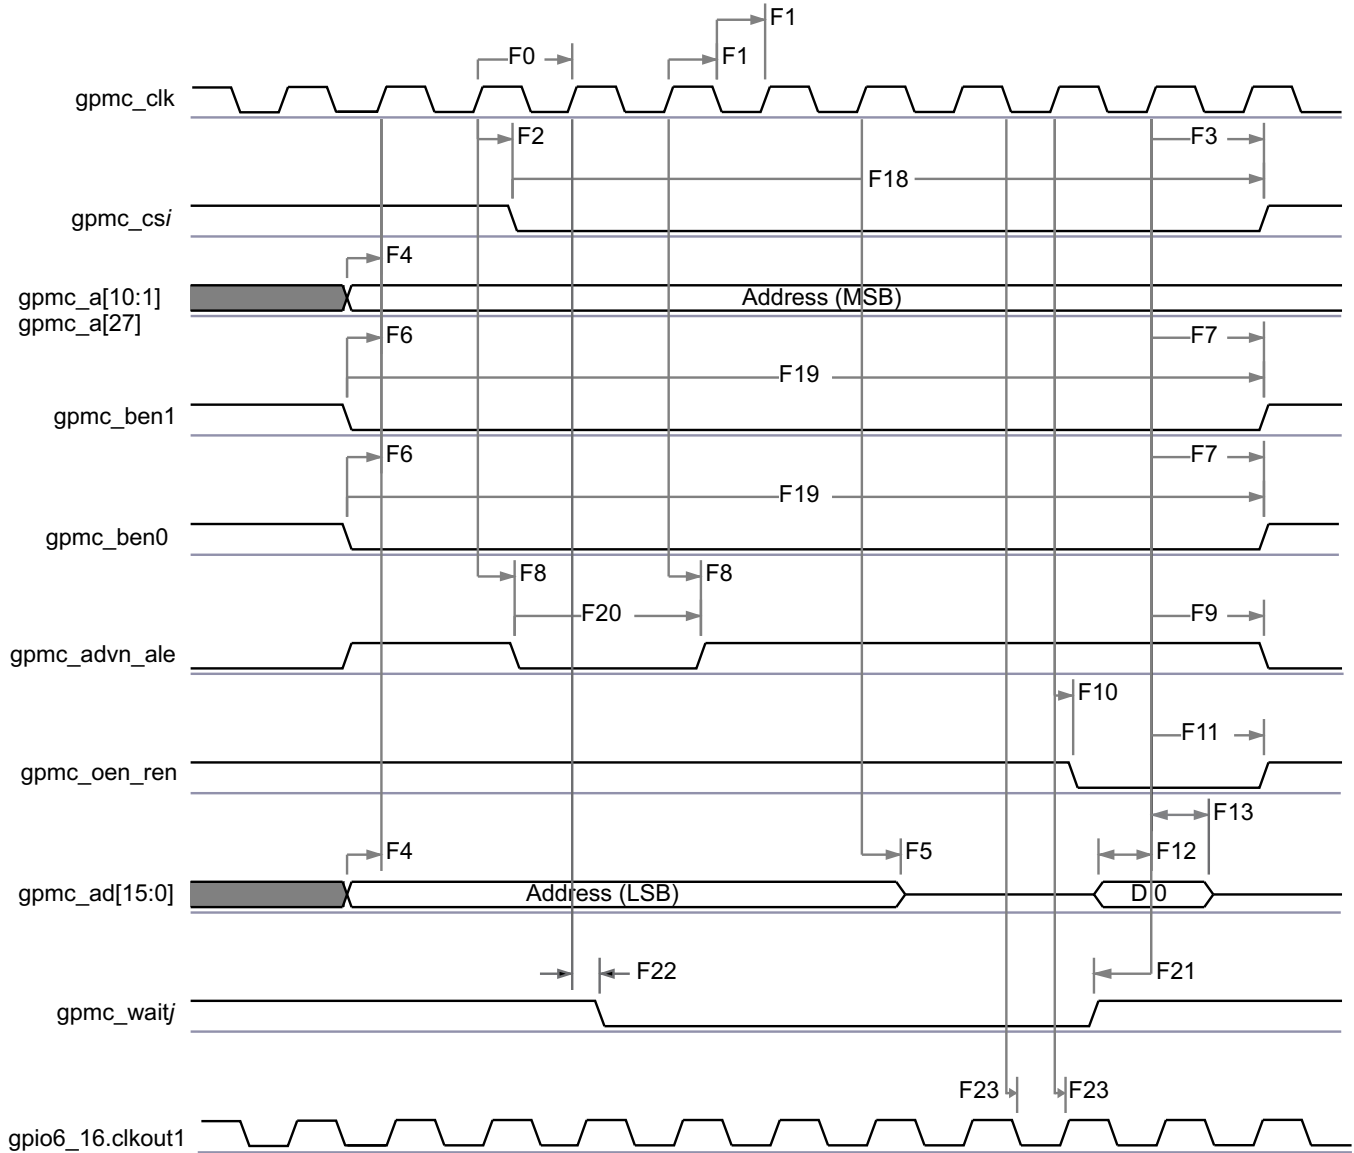 F1
F0
F1
gpmc_clk
F2
F3
F18
gpmc_csi
F4
gpmc_a[10:1]
Address (MSB)
gpmc_a[27]
F6
F7
F19
gpmc_ben1
F6
F7
F19
gpmc_ben0
F8
F8
F20
F9
gpmc_advn_ale
F10
F11
gpmc_oen_ren
F13
F4
F5
F12
gpmc_ad[15:0]
Address (LSB)
D 0
F22
F21
gpmc_waitj
F23
F23
gpio6_16.clkout1